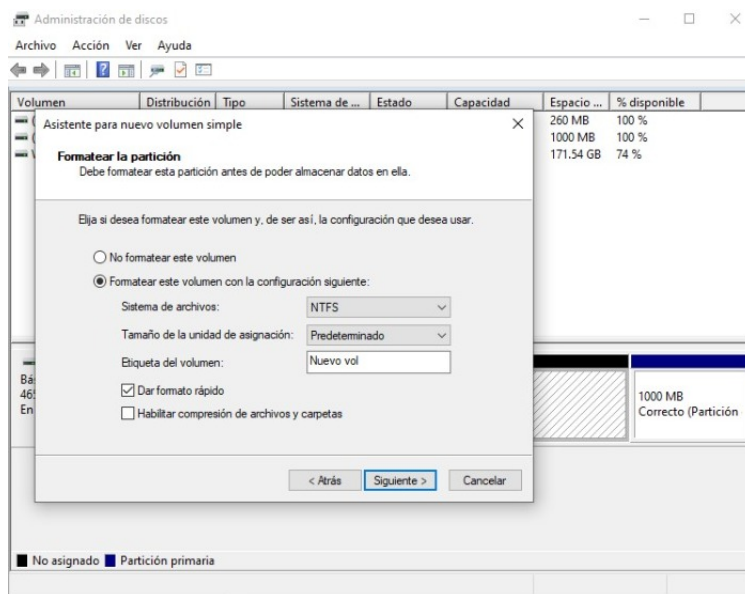 Administración de discos
Archivo Acción Ver Ayuda
Volumen Distribución Tipo Sistema de ... Estado Capacidad Espacio ... % disponible
260 MB 100 %
1000 MB 100 %
171.54 GB 74 %
Asistente para nuevo volumen simple
Formatear la partición
Debe formatear esta partición antes de poder almacenar datos en ella.
Elija si desea formatear este volumen y, de ser así, la configuración que desea usar.
No formatear este volumen
Formatear este volumen con la configuración siguiente:
Sistema de archivos: NTFS
Tamaño de la unidad de asignación: Predeterminado
Etiqueta del volumen: Nuevo vol
Dar formato rápido
Habilitar compresión de archivos y carpetas
< Atrás Siguiente > Cancelar
Bá
465
En
1000 MB
Correcto (Partición
No asignado Partición primaria